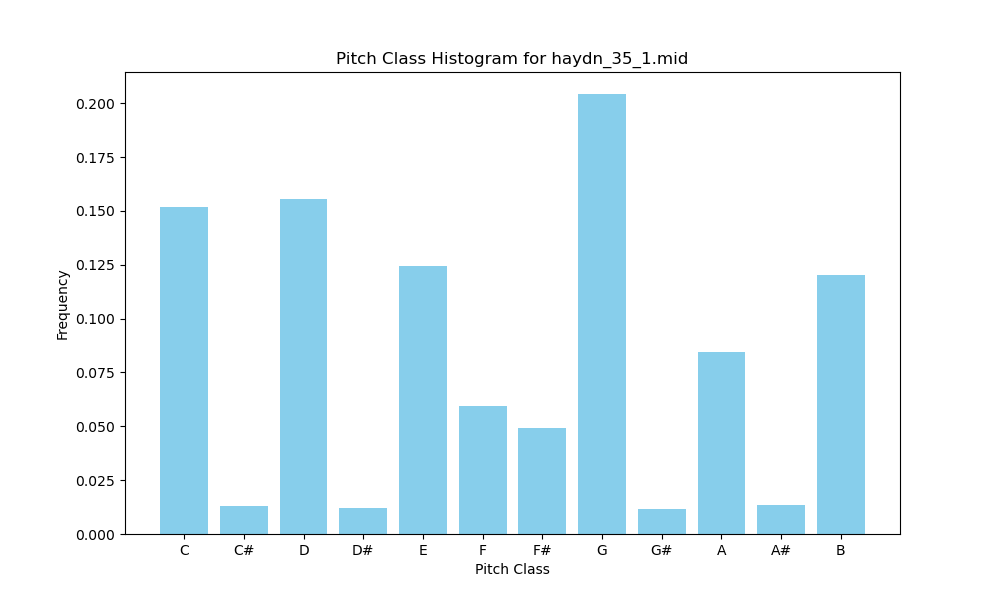 Pitch Class Histogram for haydn_35_1.mid
Frequency
0.200
0.175
0.150
0.125
0.100
0.075
0.050
0.025
0.000
C C# D D# E F F# G G# A A# B
Pitch Class